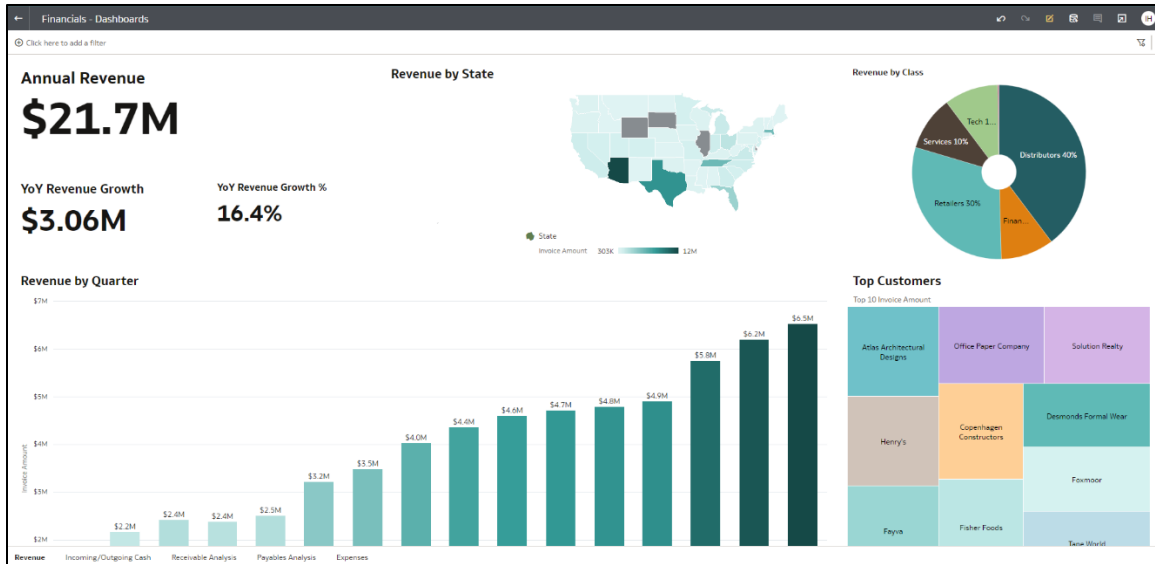 Financials - Dashboards
IH
Click here to add a filter
Annual Revenue
$21.7M
YoY Revenue Growth
$3.06M
YoY Revenue Growth %
16.4%
Revenue by State
State
Invoice Amount 303K 12M
Revenue by Class
Tech 1...
Services 10%
Distributors 40%
Retailers 30%
Finan...
Revenue by Quarter
$7M
$6M
$5M
$4M
$3M
$2M
Invoice Amount
$2.2M
$2.4M
$2.4M
$2.5M
$3.2M
$3.5M
$4.0M
$4.4M
$4.6M
$4.7M
$4.8M
$4.9M
$5.8M
$6.2M
$6.5M
Top Customers
Top 10 Invoice Amount
Atlas Architectural
Designs
Office Paper Company
Solution Realty
Henry's
Copenhagen
Constructors
Desmonds Formal Wear
Foxmoor
Fayva
Fisher Foods
Tape World
Revenue Incoming/Outgoing Cash Receivable Analysis Payables Analysis Expenses